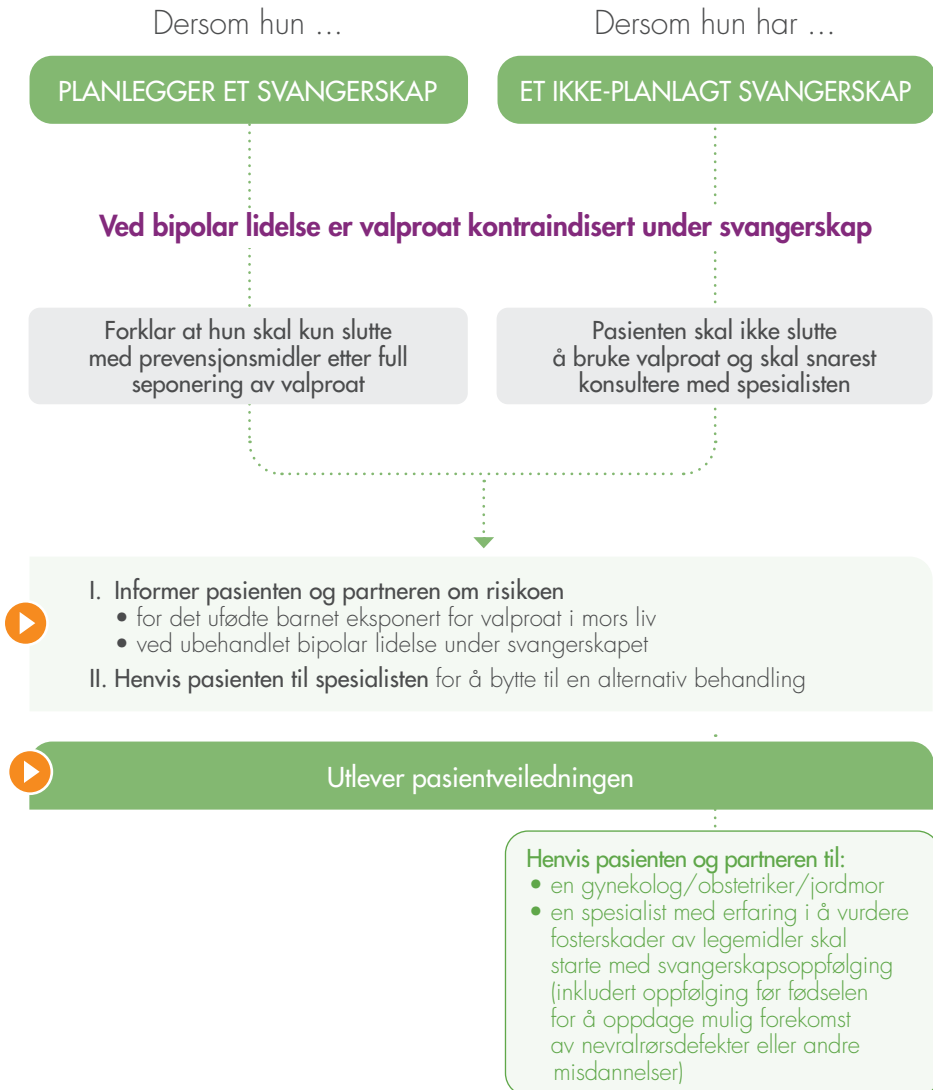 Dersom hun ...
Dersom hun har ...
PLANLEGGER ET SVANGERSKAP
ET IKKE-PLANLAGT SVANGERSKAP
Ved bipolar lidelse er valproat kontraindisert under svangerskap
Forklar at hun skal kun slutte
med prevensjonsmidler etter full
seponering av valproat
Pasienten skal ikke slutte
å bruke valproat og skal snarest
konsultere med spesialisten
I. Informer pasienten og partneren om risikoen
• for det ufødte barnet eksponert for valproat i mors liv
• ved ubehandlet bipolar lidelse under svangerskapet
II. Henvis pasienten til spesialisten for å bytte til en alternativ behandling
Utlever pasientveiledningen
Henvis pasienten og partneren til:
• en gynekolog/obstetriker/jordmor
• en spesialist med erfaring i å vurdere
fosterskader av legemidler skal
starte med svangerskapsoppfølging
(inkludert oppfølging før fødselen
for å oppdage mulig forekomst
av nevralrørsdefekter eller andre
misdannelser)